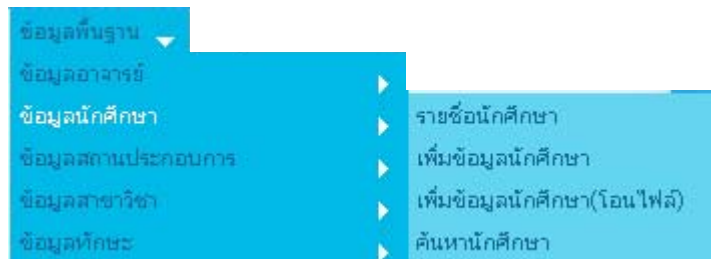 ข้อมูลพื้นฐาน
ข้อมูลอาจารย์
ข้อมูลนักศึกษา
ข้อมูลสถานประกอบการ
ข้อมูลสาขาวิชา
ข้อมูลทักษะ
รายชื่อนักศึกษา
เพิ่มข้อมูลนักศึกษา
เพิ่มข้อมูลนักศึกษา(โอนไฟล์)
ค้นหานักศึกษา